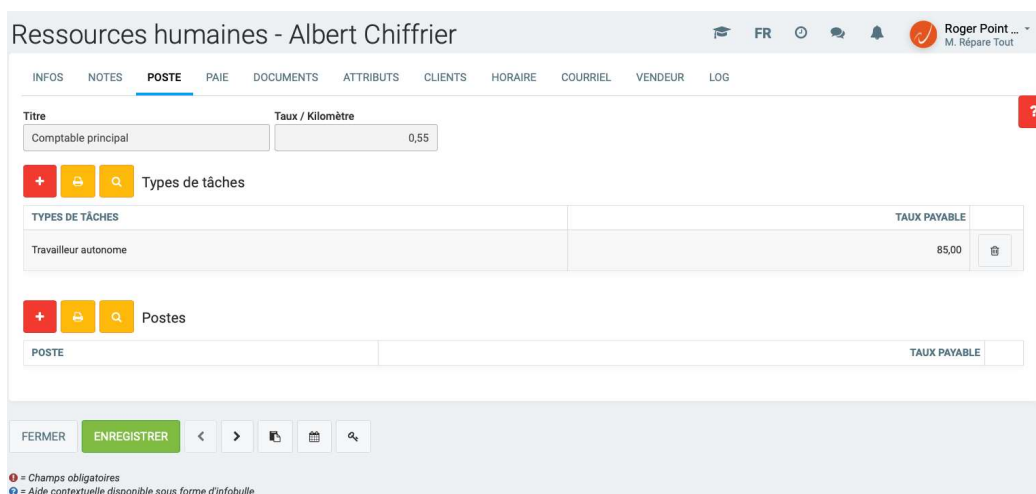 Ressources humaines - Albert Chiffrier
FR
Roger Point ...
M. Répare Tout
INFOS NOTES POSTE PAIE DOCUMENTS ATTRIBUTS CLIENTS HORAIRE COURRIEL VENDEUR LOG
Titre Taux / Kilomètre
Comptable principal 0,55
?
+ Types de tâches
TYPES DE TÂCHES TAUX PAYABLE
Travailleur autonome 85,00
+ Postes
POSTE TAUX PAYABLE
FERMER ENREGISTRER < >
! = Champs obligatoires
? = Aide contextuelle disponible sous forme d'infobulle